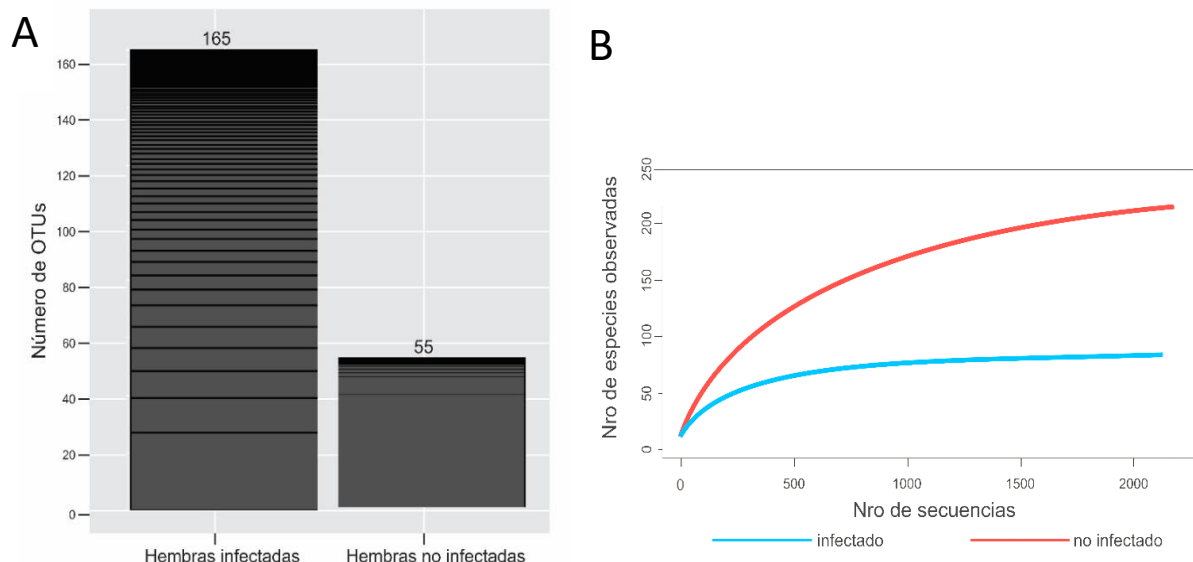 A
165
160
140
120
100
80
60
40
20
0
Número de OTUs
55
Hembras infectadas
Hembras no infectadas
B
250
200
150
100
50
0
Nro de especies observadas
0
500
1000
1500
2000
Nro de secuencias
infectado
no infectado